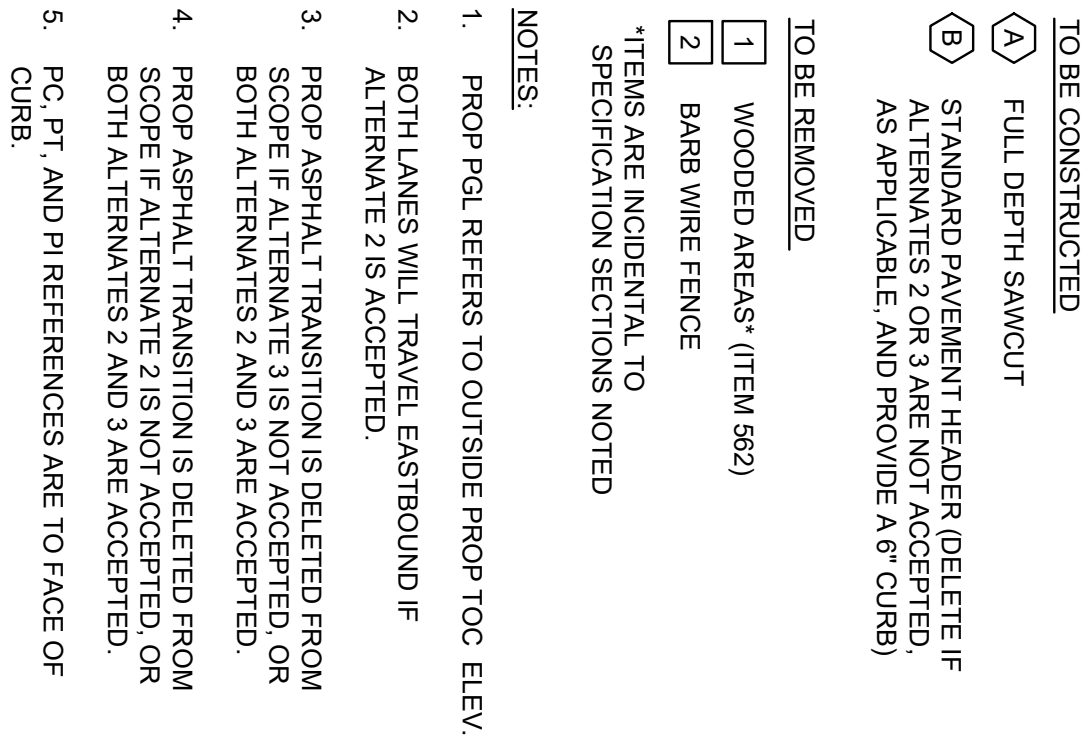 TO BE CONSTRUCTED
A FULL DEPTH SAWCUT
B STANDARD PAVEMENT HEADER (DELETE IF
ALTERNATES 2 OR 3 ARE NOT ACCEPTED,
AS APPLICABLE, AND PROVIDE A 6" CURB)
TO BE REMOVED
1 WOODED AREAS* (ITEM 562)
2 BARB WIRE FENCE
*ITEMS ARE INCIDENTAL TO
SPECIFICATION SECTIONS NOTED
NOTES:
1. PROP PGL REFERS TO OUTSIDE PROP TOC ELEV.
2. BOTH LANES WILL TRAVEL EASTBOUND IF
ALTERNATE 2 IS ACCEPTED.
3. PROP ASPHALT TRANSITION IS DELETED FROM
SCOPE IF ALTERNATE 3 IS NOT ACCEPTED, OR
BOTH ALTERNATES 2 AND 3 ARE ACCEPTED.
4. PROP ASPHALT TRANSITION IS DELETED FROM
SCOPE IF ALTERNATE 2 IS NOT ACCEPTED, OR
BOTH ALTERNATES 2 AND 3 ARE ACCEPTED.
5. PC, PT, AND PI REFERENCES ARE TO FACE OF
CURB.